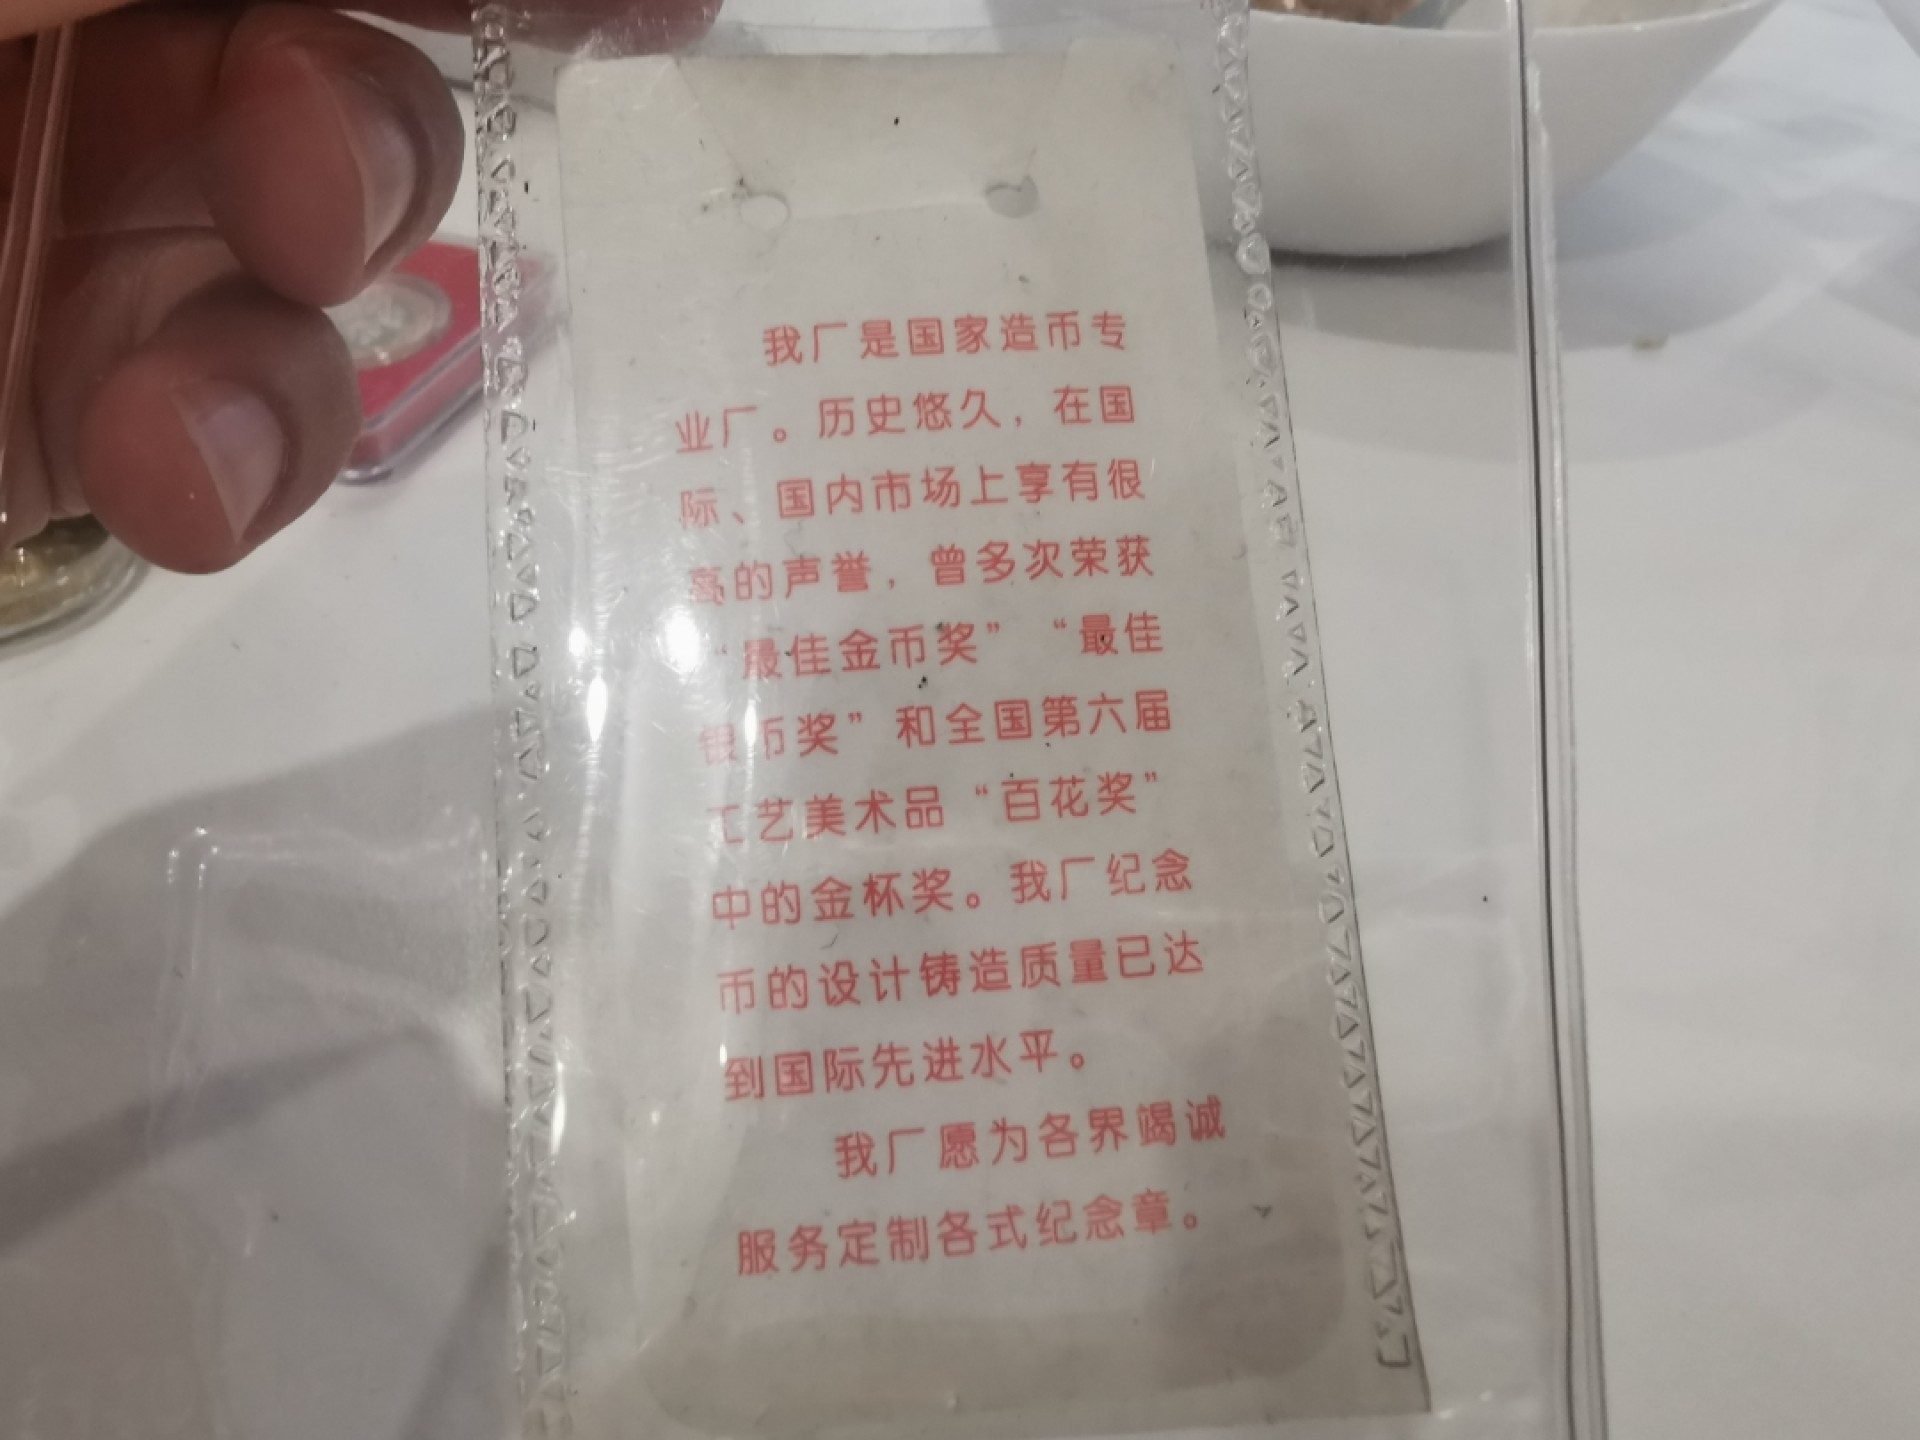 我厂是国家造币专
业厂。历史悠久，在国
际、国内市场上享有很
高的声誉，曾多次荣获
“最佳金币奖”“最佳
银币奖”和全国第六届
工艺美术品“百花奖”
中的金杯奖。我厂纪念
币的设计铸造质量已达
到国际先进水平。
我厂愿为各界竭诚
服务定制各式纪念章。